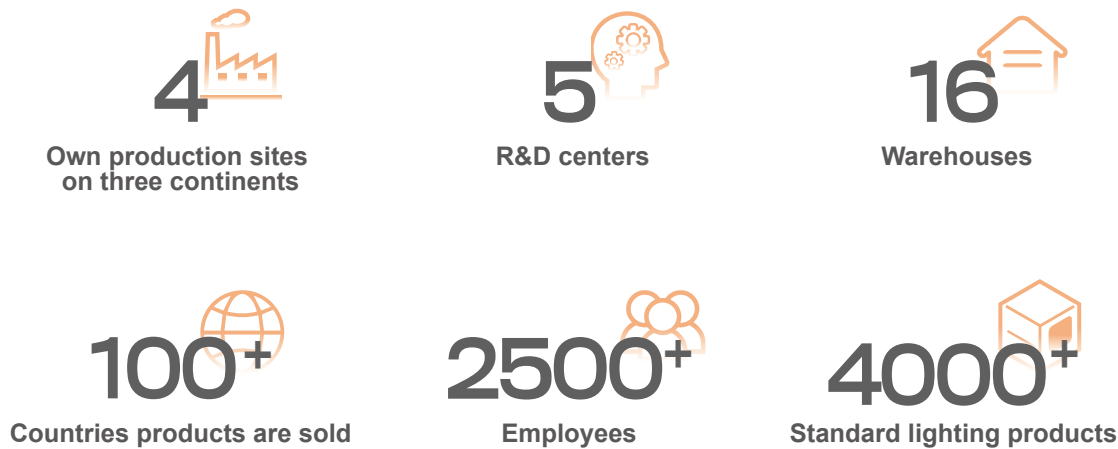 4
Own production sites
on three continents
5
R&D centers
16
Warehouses
100+
Countries products are sold
2500+
Employees
4000+
Standard lighting products